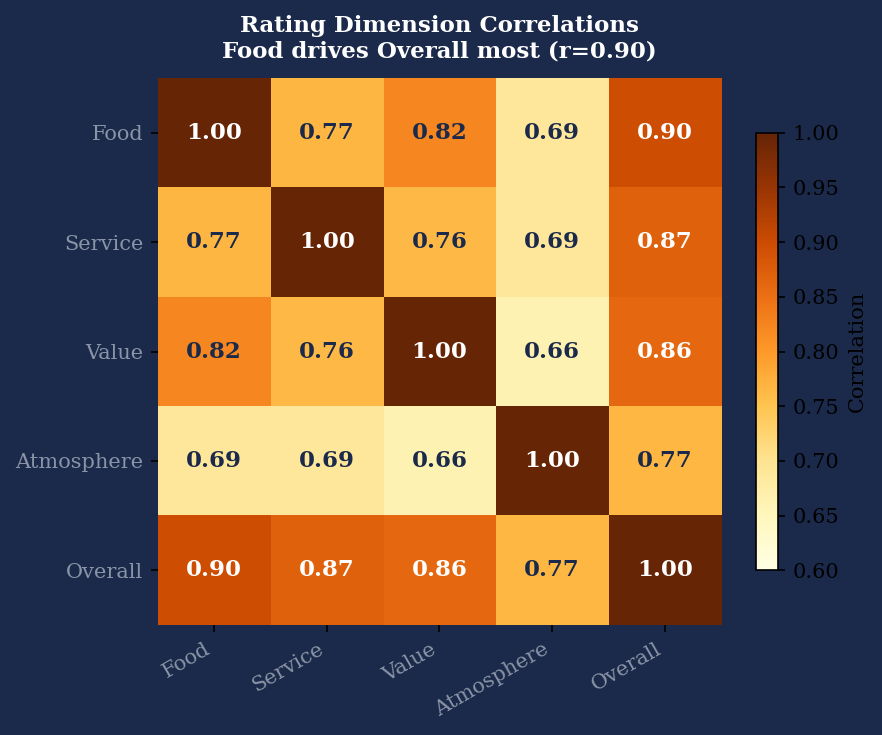 Rating Dimension Correlations
Food drives Overall most (r=0.90)
Food 1.00 0.77 0.82 0.69 0.90
Service 0.77 1.00 0.76 0.69 0.87
Value 0.82 0.76 1.00 0.66 0.86
Atmosphere 0.69 0.69 0.66 1.00 0.77
Overall 0.90 0.87 0.86 0.77 1.00
Food Service Value Atmosphere Overall
1.00
0.95
0.90
0.85
0.80
0.75
0.70
0.65
0.60
Correlation